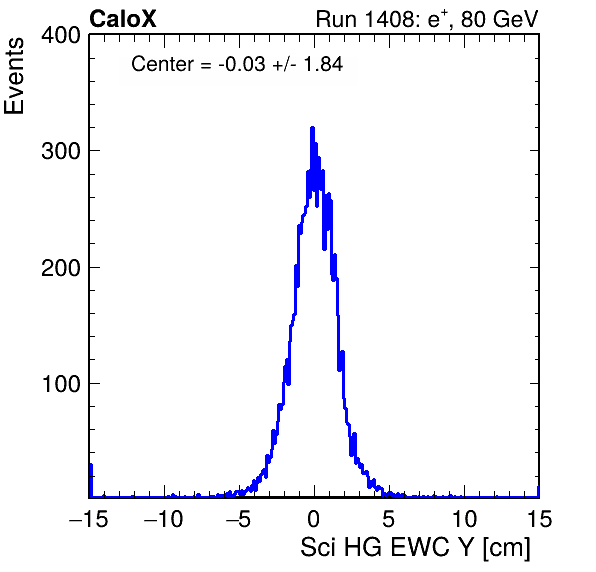 CaloX Run 1408: e⁺, 80 GeV
Center = -0.03 +/- 1.84
Events
400
300
200
100
−15 −10 −5 0 5 10 15
Sci HG EWC Y [cm]